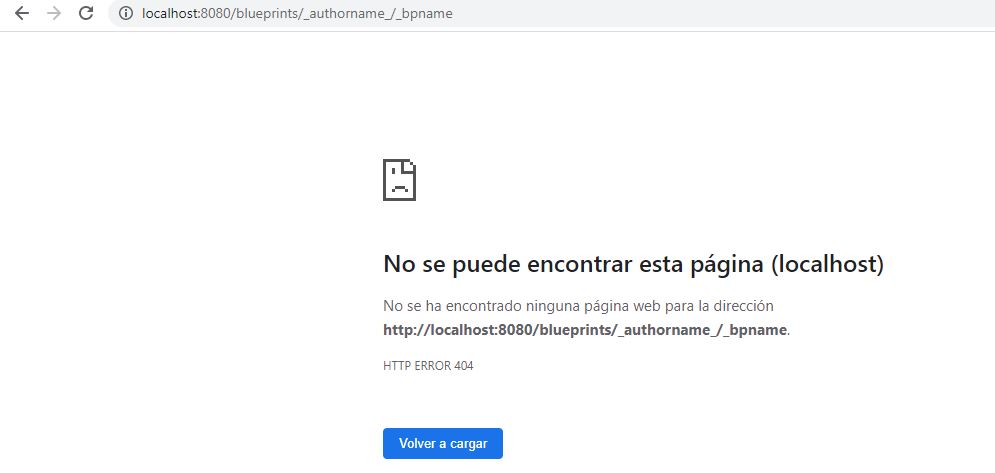 localhost:8080/blueprints/_authorname_/_bpname
No se puede encontrar esta página (localhost)
No se ha encontrado ninguna página web para la dirección
http://localhost:8080/blueprints/_authorname_/_bpname.
HTTP ERROR 404
Volver a cargar